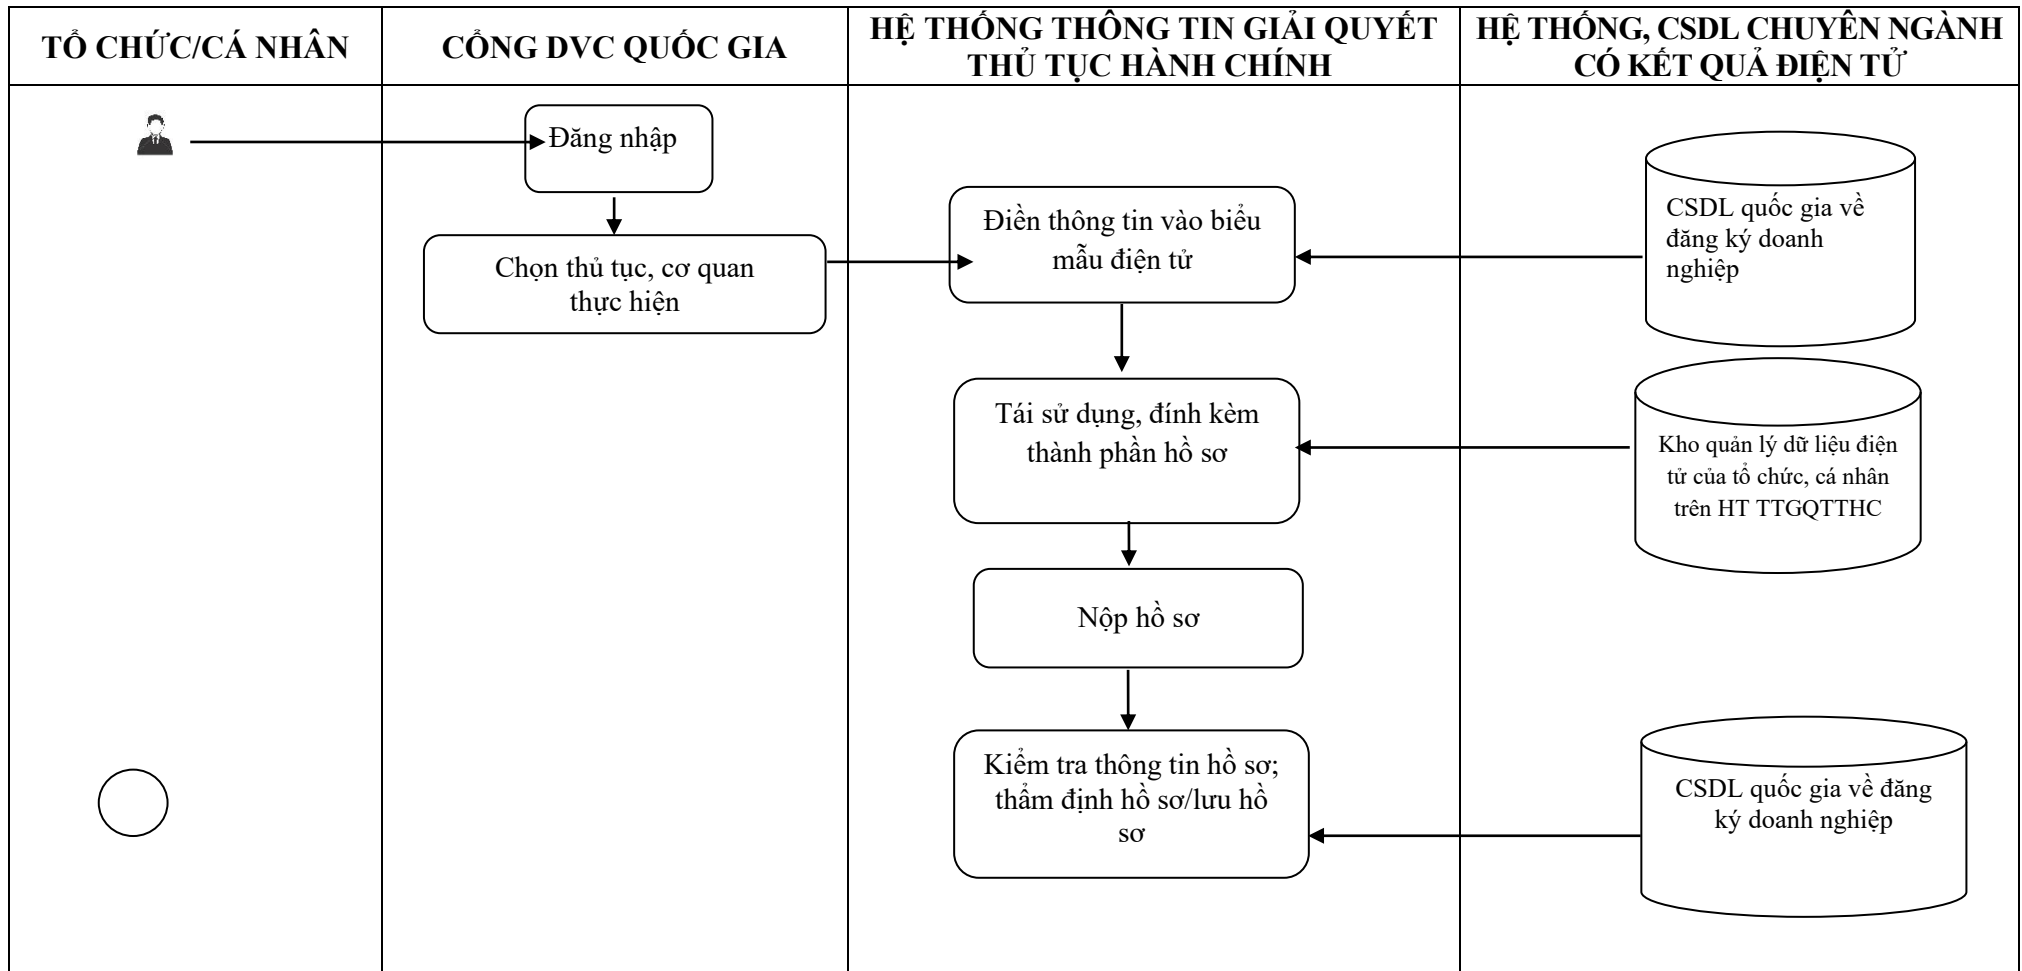 TỔ CHỨC/CÁ NHÂN
CỔNG DVC QUỐC GIA
HỆ THỐNG THÔNG TIN GIẢI QUYẾT
THỦ TỤC HÀNH CHÍNH
HỆ THỐNG, CSDL CHUYÊN NGÀNH
CÓ KẾT QUẢ ĐIỆN TỬ
Đăng nhập
Chọn thủ tục, cơ quan
thực hiện
Điền thông tin vào biểu
mẫu điện tử
CSDL quốc gia về
đăng ký doanh
nghiệp
Tái sử dụng, đính kèm
thành phần hồ sơ
Kho quản lý dữ liệu điện
tử của tổ chức, cá nhân
trên HT TTGQTTHC
Nộp hồ sơ
Kiểm tra thông tin hồ sơ;
thẩm định hồ sơ/lưu hồ
sơ
CSDL quốc gia về đăng
ký doanh nghiệp